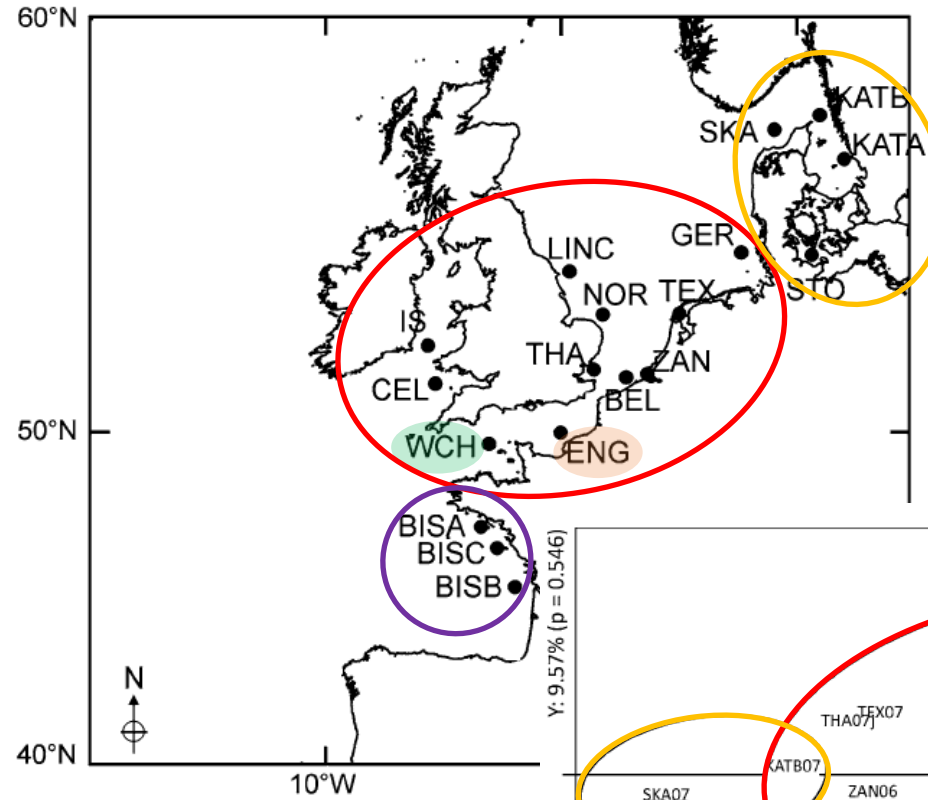 60°N
KATB
SKA
KATA
GER
LINC
STO
NOR
TEX
IS
THA
ZAN
CEL
BEL
50°N
WCH
ENG
BISA
BISC
BISB
N
40°N
10°W
Y: 9.57% (p = 0.546)
TEX07
THA07j
KATB07
SKA07
ZAN06